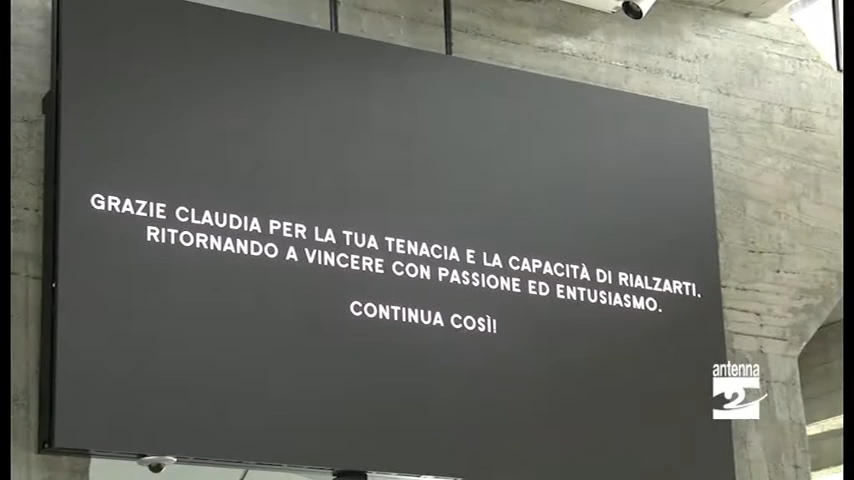 GRAZIE CLAUDIA PER LA TUA TENACIA E LA CAPACITÀ DI RIALZARTI.
RITORNANDO A VINCERE CON PASSIONE ED ENTUSIASMO.
CONTINUA COSÌ!
antenna
2